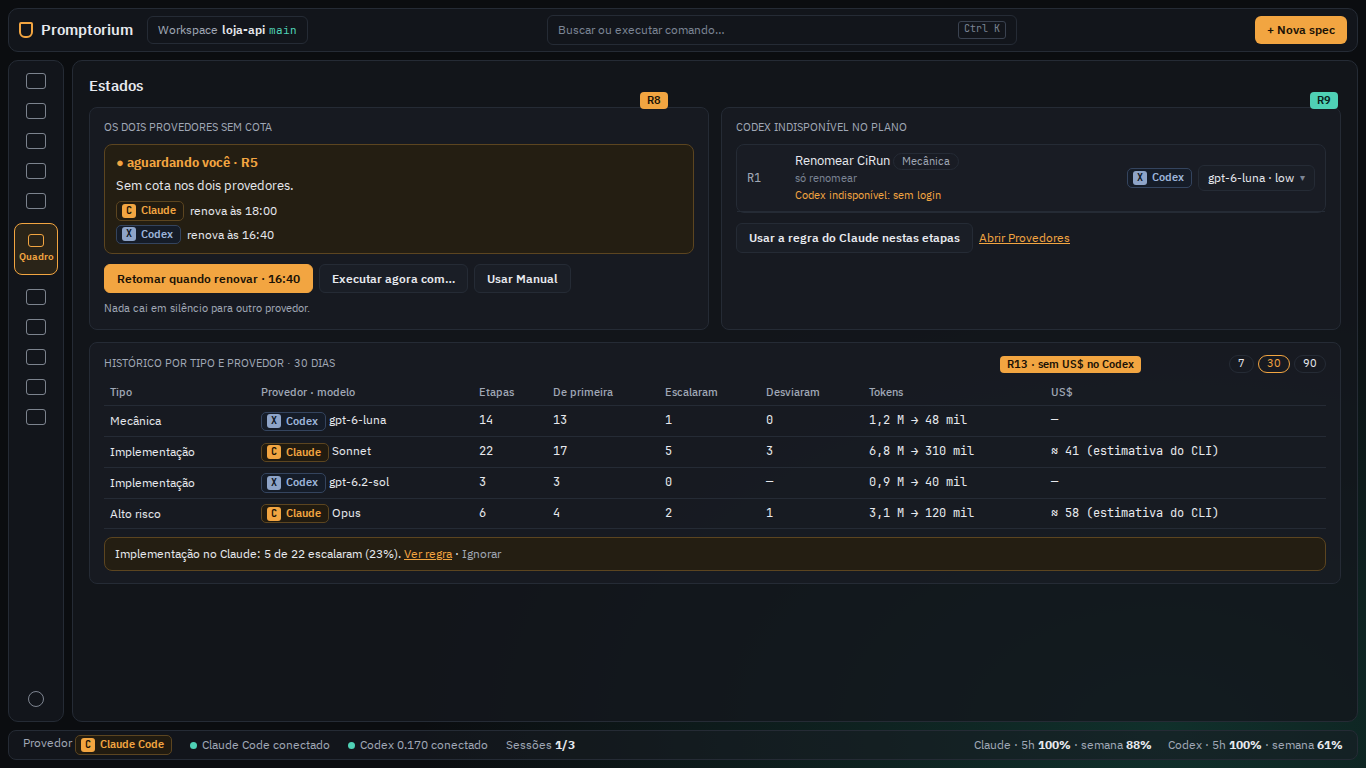 Promptorium
Workspace loja-api main
Buscar ou executar comando...
Ctrl K
+ Nova spec
Quadro
Estados
R8
OS DOIS PROVEDORES SEM COTA
● aguardando você · R5
Sem cota nos dois provedores.
C Claude renova às 18:00
X Codex renova às 16:40
Retomar quando renovar · 16:40
Executar agora com...
Usar Manual
Nada cai em silêncio para outro provedor.
R9
CODEX INDISPONÍVEL NO PLANO
R1
Renomear CiRun Mecânica
só renomear
Codex indisponível: sem login
X Codex
gpt-6-luna · low ▾
Usar a regra do Claude nestas etapas
Abrir Provedores
HISTÓRICO POR TIPO E PROVEDOR · 30 DIAS
R13 · sem US$ no Codex
7 30 90
Tipo Provedor · modelo Etapas De primeira Escalaram Desviaram Tokens US$
Mecânica X Codex gpt-6-luna 14 13 1 0 1,2 M → 48 mil —
Implementação C Claude Sonnet 22 17 5 3 6,8 M → 310 mil ≈ 41 (estimativa do CLI)
Implementação X Codex gpt-6.2-sol 3 3 0 — 0,9 M → 40 mil —
Alto risco C Claude Opus 6 4 2 1 3,1 M → 120 mil ≈ 58 (estimativa do CLI)
Implementação no Claude: 5 de 22 escalaram (23%). Ver regra · Ignorar
Provedor C Claude Code ● Claude Code conectado ● Codex 0.170 conectado Sessões 1/3
Claude · 5h 100% · semana 88% Codex · 5h 100% · semana 61%